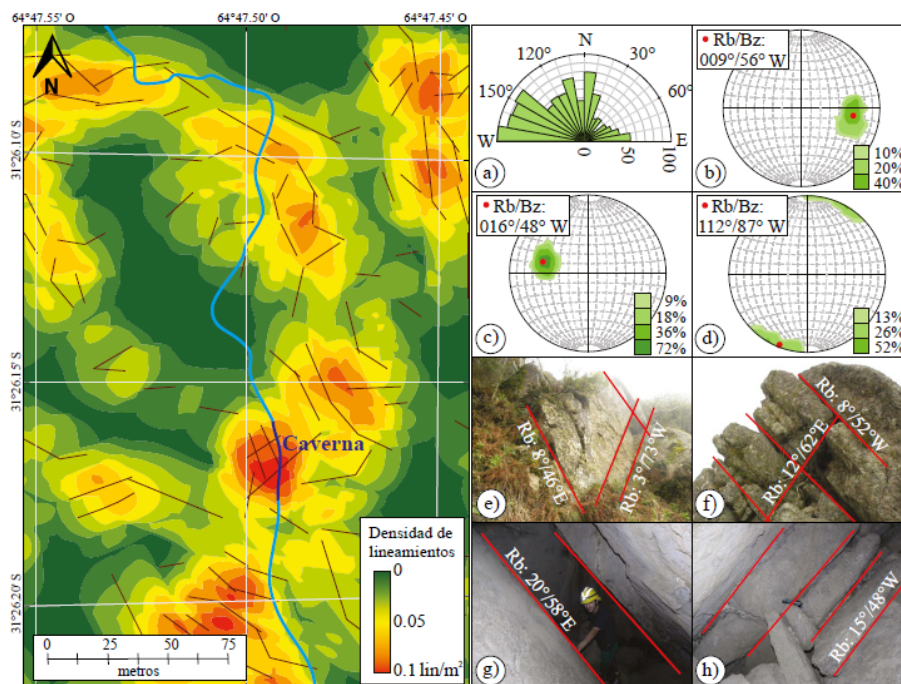 64°47.55' O
64°47.50' O
64°47.45' O
N
31°26.10' S
31°26.15' S
31°26.20' S
Caverna
Densidad de
lineamientos
0
0.05
0.1 lin/m²
0 25 50 75
metros
N
120° 30°
150° 60°
W E
0 50 100
a)
Rb/Bz:
009°/56° W
10%
20%
40%
b)
Rb/Bz:
016°/48° W
9%
18%
36%
72%
c)
Rb/Bz:
112°/87° W
13%
26%
52%
d)
Rb: 8°/46°E
Rb: 3°/73°W
e)
Rb: 8°/52°W
Rb: 12°/62°E
f)
Rb: 20°/58°E
g)
Rb: 15°/48°W
h)